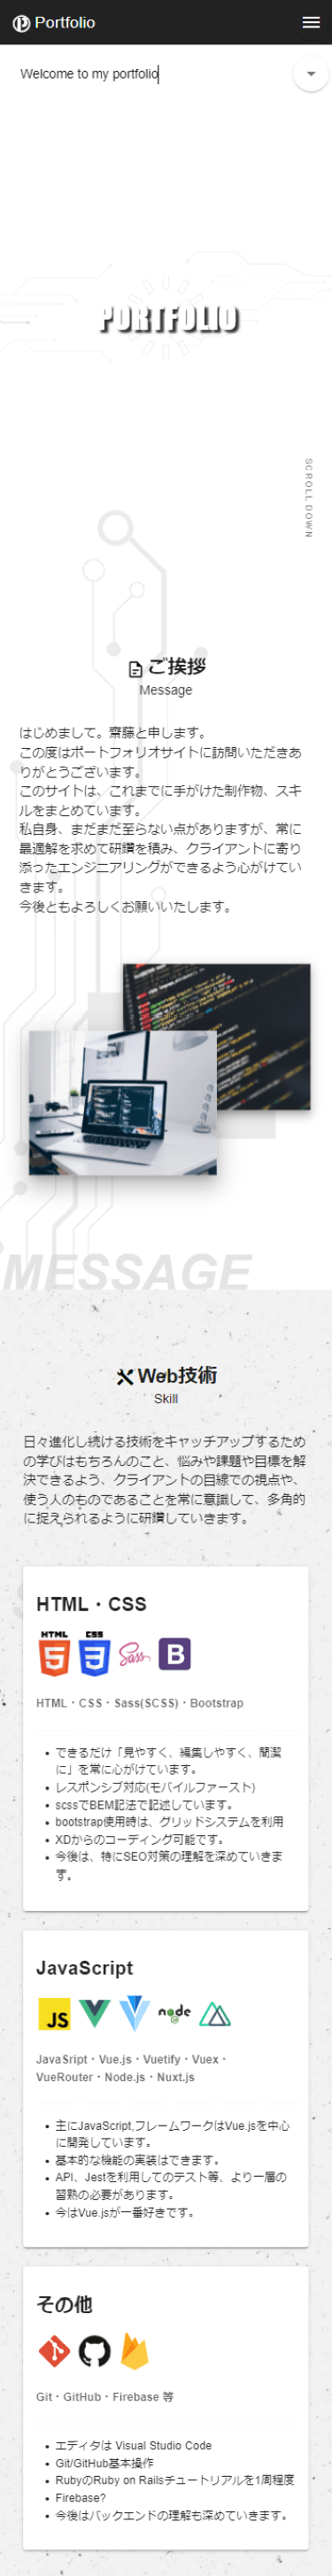 Portfolio
Welcome to my portfolio
PORTFOLIO
SCROLL DOWN
ご挨拶
Message
はじめまして。齋藤と申します。
この度はポートフォリオサイトに訪問いただきあ
りがとうございます。
このサイトは、これまでに手がけた制作物、スキ
ルをまとめています。
私自身、まだまだ至らない点がありますが、常に
最適解を求めて研鑽を積み、クライアントに寄り
添ったエンジニアリングができるよう心がけてい
きます。
今後ともよろしくお願いいたします。
MESSAGE
Web技術
Skill
日々進化し続ける技術をキャッチアップするため
の学びはもちろんのこと、悩みや課題や目標を解
決できるよう、クライアントの目線での視点や、
使う人のものであることを常に意識して、多角的
に捉えられるように研鑽していきます。
HTML・CSS
HTML CSS Sass B
5 3
HTML・CSS・Sass(SCSS)・Bootstrap
できるだけ「見やすく、編集しやすく、簡潔
に」を常に心がけています。
レスポンシブ対応(モバイルファースト)
scssでBEM記法で記述しています。
bootstrap使用時は、グリッドシステムを利用
XDからのコーディング可能です。
今後は、特にSEO対策の理解を深めていきま
す。
JavaScript
JS node
JavaSript・Vue.js・Vuetify・Vuex・
VueRouter・Node.js・Nuxt.js
主にJavaScript,フレームワークはVue.jsを中心
に開発しています。
基本的な機能の実装はできます。
API、Jestを利用してのテスト等、より一層の
習熟の必要があります。
今はVue.jsが一番好きです。
その他
Git・GitHub・Firebase 等
エディタは Visual Studio Code
Git/GitHub基本操作
RubyのRuby on Railsチュートリアルを1周程度
Firebase?
今後はバックエンドの理解も深めていきます。